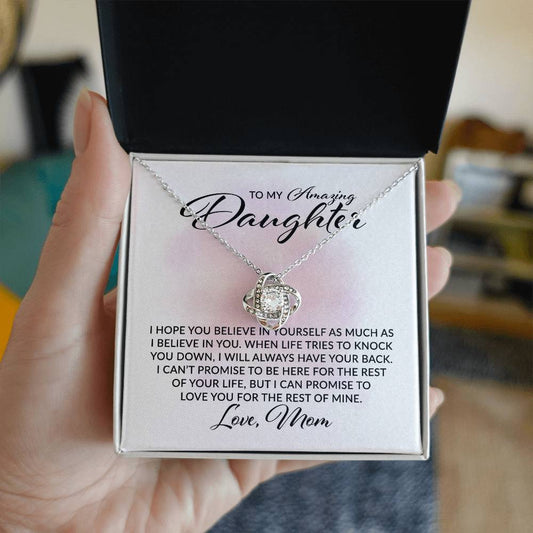 TO MY Amazing
Daughter
I HOPE YOU BELIEVE IN YOURSELF AS MUCH AS
I BELIEVE IN YOU. WHEN LIFE TRIES TO KNOCK
YOU DOWN, I WILL ALWAYS HAVE YOUR BACK.
I CAN'T PROMISE TO BE HERE FOR THE REST
OF YOUR LIFE, BUT I CAN PROMISE TO
LOVE YOU FOR THE REST OF MINE.
Love, Mom